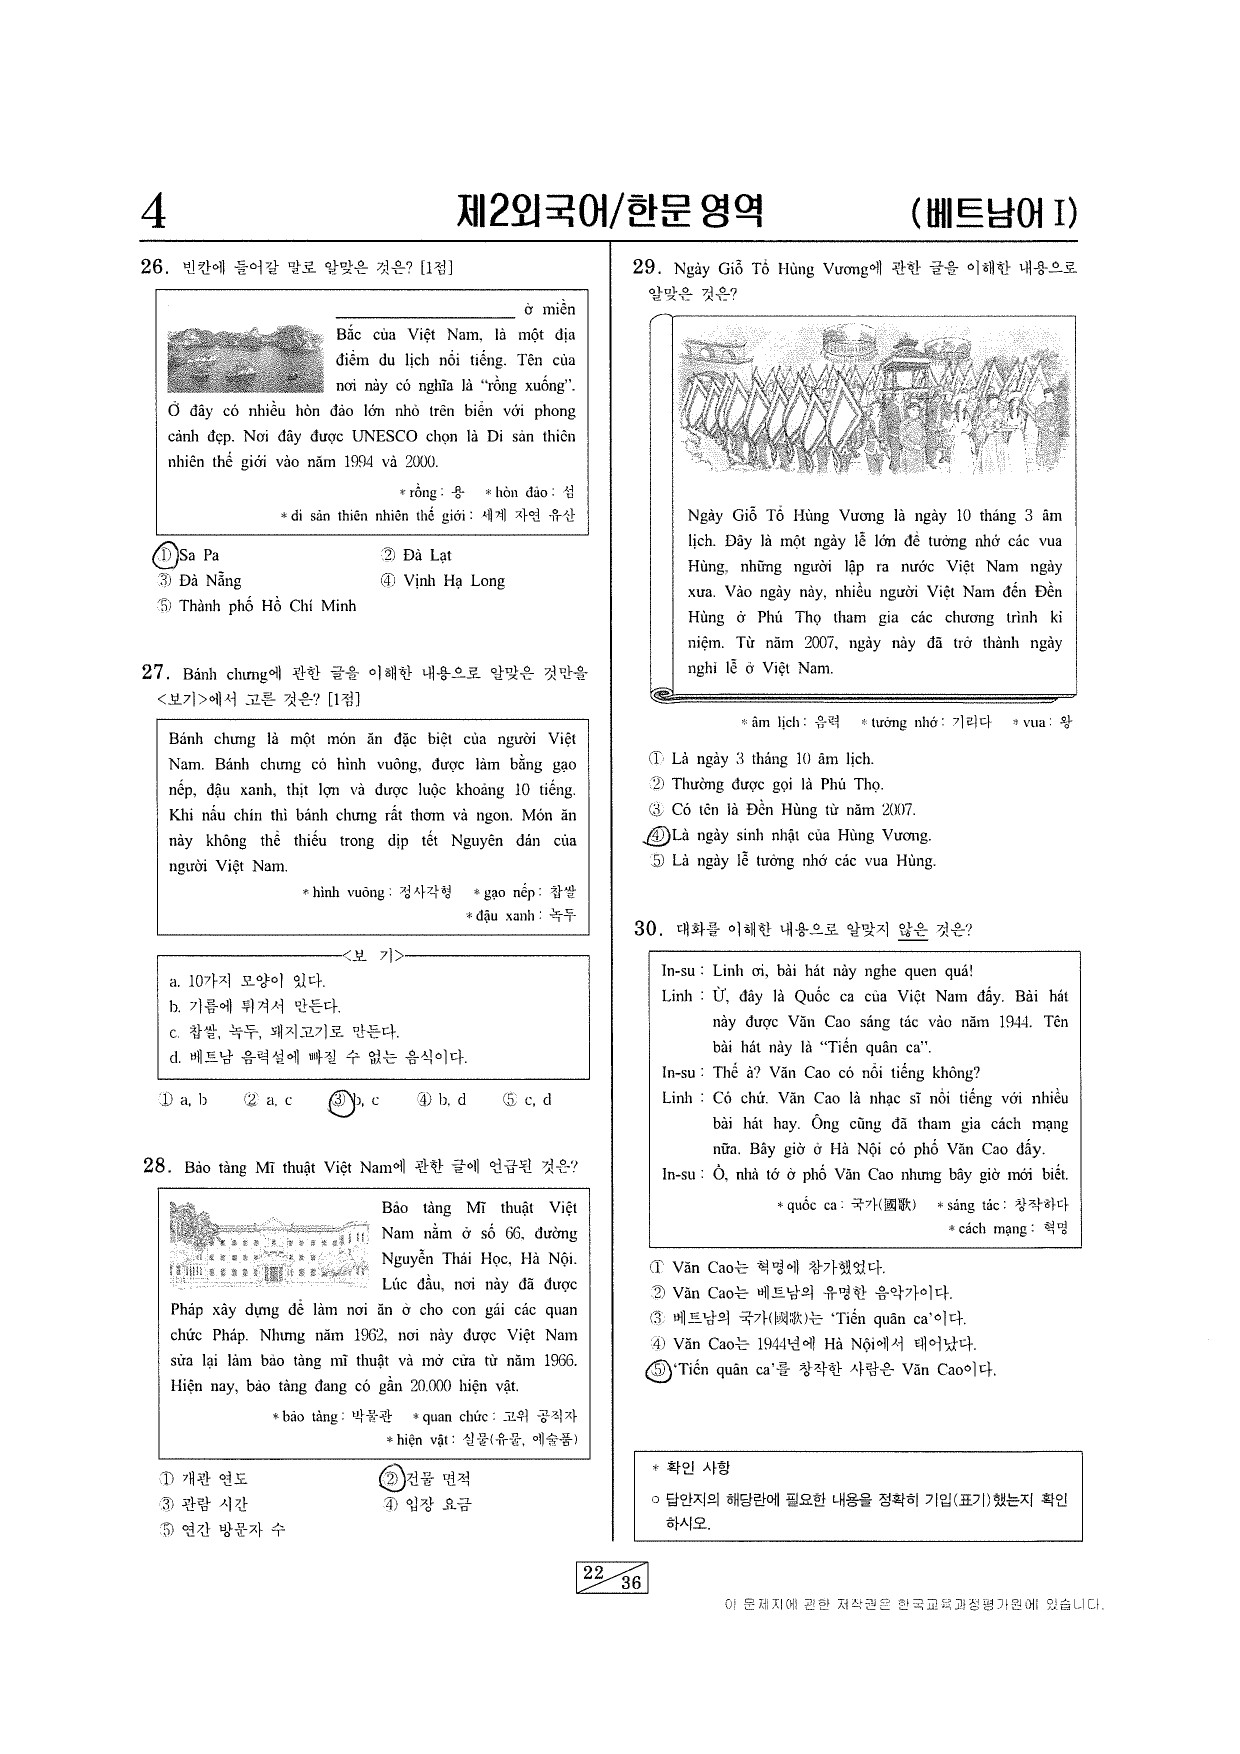 4
제2외국어/한문 영역
(베트남어 I)
26. 빈칸에 들어갈 말로 알맞은 것은? [1점]
____________________ ở miền
Bắc của Việt Nam, là một địa
điểm du lịch nổi tiếng. Tên của
nơi này có nghĩa là “rồng xuống”.
Ở đây có nhiều hòn đảo lớn nhỏ trên biển với phong
cảnh đẹp. Nơi đây được UNESCO chọn là Di sản thiên
nhiên thế giới vào năm 1994 và 2000.
* rồng : 용 * hòn đảo : 섬
* di sản thiên nhiên thế giới : 세계 자연 유산
① Sa Pa ② Đà Lạt
③ Đà Nẵng ④ Vịnh Hạ Long
⑤ Thành phố Hồ Chí Minh
27. Bánh chưng에 관한 글을 이해한 내용으로 알맞은 것만을
<보기>에서 고른 것은? [1점]
Bánh chưng là một món ăn đặc biệt của người Việt
Nam. Bánh chưng có hình vuông, được làm bằng gạo
nếp, đậu xanh, thịt lợn và được luộc khoảng 10 tiếng.
Khi nấu chín thì bánh chưng rất thơm và ngon. Món ăn
này không thể thiếu trong dịp tết Nguyên đán của
người Việt Nam.
* hình vuông : 정사각형 * gạo nếp : 찹쌀
* đậu xanh : 녹두
<보 기>
a. 10가지 모양이 있다.
b. 기름에 튀겨서 만든다.
c. 찹쌀, 녹두, 돼지고기로 만든다.
d. 베트남 음력설에 빠질 수 없는 음식이다.
① a, b ② a, c ③ b, c ④ b, d ⑤ c, d
28. Bảo tàng Mĩ thuật Việt Nam에 관한 글에 언급된 것은?
Bảo tàng Mĩ thuật Việt
Nam nằm ở số 66, đường
Nguyễn Thái Học, Hà Nội.
Lúc đầu, nơi này đã được
Pháp xây dựng để làm nơi ăn ở cho con gái các quan
chức Pháp. Nhưng năm 1962, nơi này được Việt Nam
sửa lại làm bảo tàng mĩ thuật và mở cửa từ năm 1966.
Hiện nay, bảo tàng đang có gần 20.000 hiện vật.
* bảo tàng : 박물관 * quan chức : 고위 공직자
* hiện vật : 실물(유물, 예술품)
① 개관 연도 ② 건물 면적
③ 관람 시간 ④ 입장 요금
⑤ 연간 방문자 수
29. Ngày Giỗ Tổ Hùng Vương에 관한 글을 이해한 내용으로
알맞은 것은?
Ngày Giỗ Tổ Hùng Vương là ngày 10 tháng 3 âm
lịch. Đây là một ngày lễ lớn để tưởng nhớ các vua
Hùng, những người lập ra nước Việt Nam ngày
xưa. Vào ngày này, nhiều người Việt Nam đến Đền
Hùng ở Phú Thọ tham gia các chương trình kỉ
niệm. Từ năm 2007, ngày này đã trở thành ngày
nghỉ lễ ở Việt Nam.
* âm lịch : 음력 * tưởng nhớ : 기리다 * vua : 왕
① Là ngày 3 tháng 10 âm lịch.
② Thường được gọi là Phú Thọ.
③ Có tên là Đền Hùng từ năm 2007.
④ Là ngày sinh nhật của Hùng Vương.
⑤ Là ngày lễ tưởng nhớ các vua Hùng.
30. 대화를 이해한 내용으로 알맞지 않은 것은?
In-su : Linh ơi, bài hát này nghe quen quá!
Linh : Ừ, đây là Quốc ca của Việt Nam đấy. Bài hát
này được Văn Cao sáng tác vào năm 1944. Tên
bài hát này là “Tiến quân ca”.
In-su : Thế à? Văn Cao có nổi tiếng không?
Linh : Có chứ. Văn Cao là nhạc sĩ nổi tiếng với nhiều
bài hát hay. Ông cũng đã tham gia cách mạng
nữa. Bây giờ ở Hà Nội có phố Văn Cao đấy.
In-su : Ồ, nhà tớ ở phố Văn Cao nhưng bây giờ mới biết.
* quốc ca : 국가(國歌) * sáng tác : 창작하다
* cách mạng : 혁명
① Văn Cao는 혁명에 참가했었다.
② Văn Cao는 베트남의 유명한 음악가이다.
③ 베트남의 국가(國歌)는 ‘Tiến quân ca’이다.
④ Văn Cao는 1944년에 Hà Nội에서 태어났다.
⑤ ‘Tiến quân ca’를 창작한 사람은 Văn Cao이다.
* 확인 사항
○ 답안지의 해당란에 필요한 내용을 정확히 기입(표기)했는지 확인
하시오.
22
36
이 문제지에 관한 저작권은 한국교육과정평가원에 있습니다.